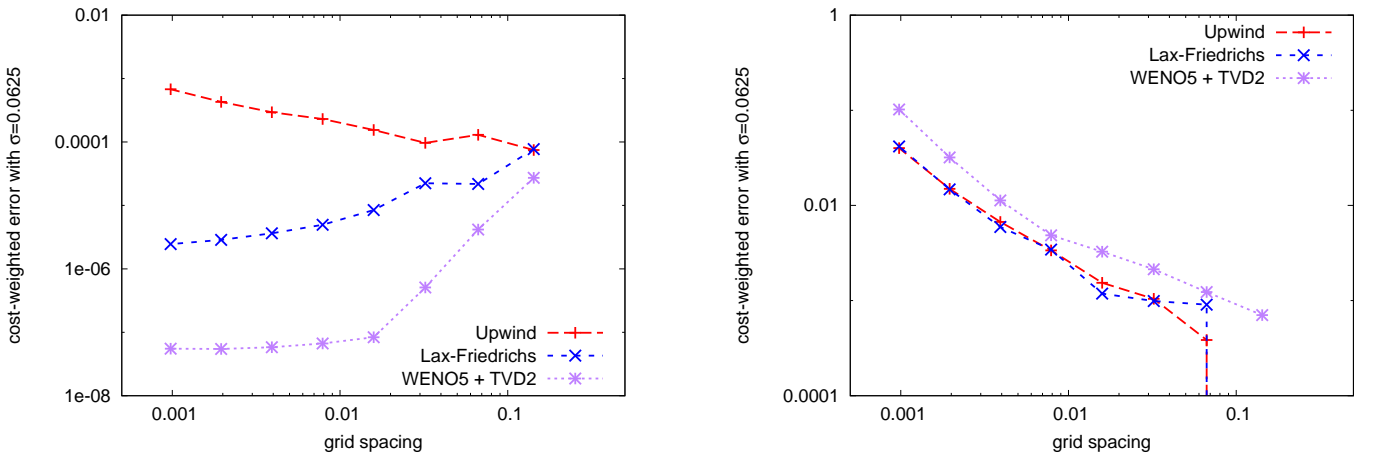 0.01
0.0001
1e-06
1e-08
0.001
0.01
0.1
cost-weighted error with σ=0.0625
grid spacing
Upwind
Lax-Friedrichs
WENO5 + TVD2
1
0.01
0.0001
0.001
0.01
0.1
cost-weighted error with σ=0.0625
grid spacing
Upwind
Lax-Friedrichs
WENO5 + TVD2